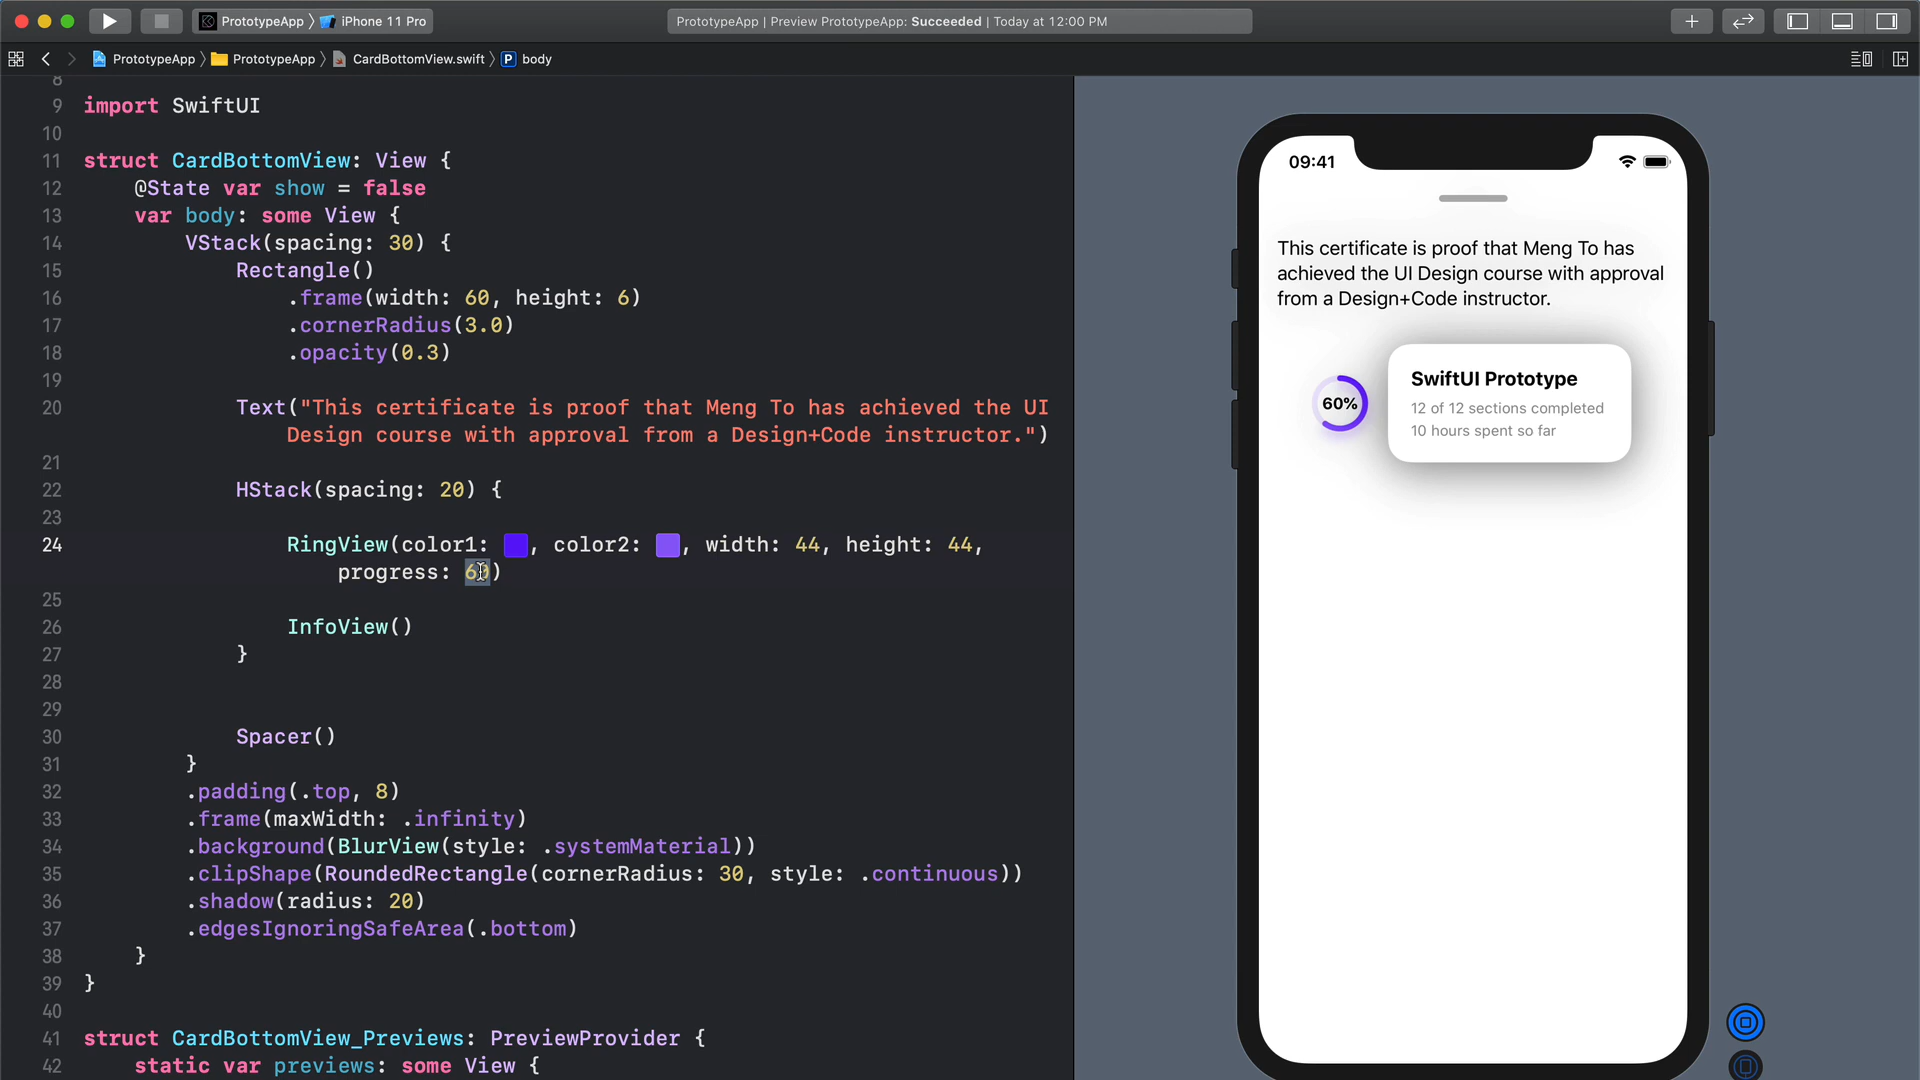 PrototypeApp 〉 iPhone 11 Pro
PrototypeApp | Preview PrototypeApp: Succeeded | Today at 12:00 PM
PrototypeApp 〉 PrototypeApp 〉 CardBottomView.swift 〉 P body
8
9 import SwiftUI
10
11 struct CardBottomView: View {
12 @State var show = false
13 var body: some View {
14 VStack(spacing: 30) {
15 Rectangle()
16 .frame(width: 60, height: 6)
17 .cornerRadius(3.0)
18 .opacity(0.3)
19
20 Text("This certificate is proof that Meng To has achieved the UI
Design course with approval from a Design+Code instructor.")
21
22 HStack(spacing: 20) {
23
24 RingView(color1: , color2: , width: 44, height: 44,
progress: 60)
25
26 InfoView()
27 }
28
29
30 Spacer()
31 }
32 .padding(.top, 8)
33 .frame(maxWidth: .infinity)
34 .background(BlurView(style: .systemMaterial))
35 .clipShape(RoundedRectangle(cornerRadius: 30, style: .continuous))
36 .shadow(radius: 20)
37 .edgesIgnoringSafeArea(.bottom)
38 }
39 }
40
41 struct CardBottomView_Previews: PreviewProvider {
42 static var previews: some View {
09:41
This certificate is proof that Meng To has
achieved the UI Design course with approval
from a Design+Code instructor.
60%
SwiftUI Prototype
12 of 12 sections completed
10 hours spent so far